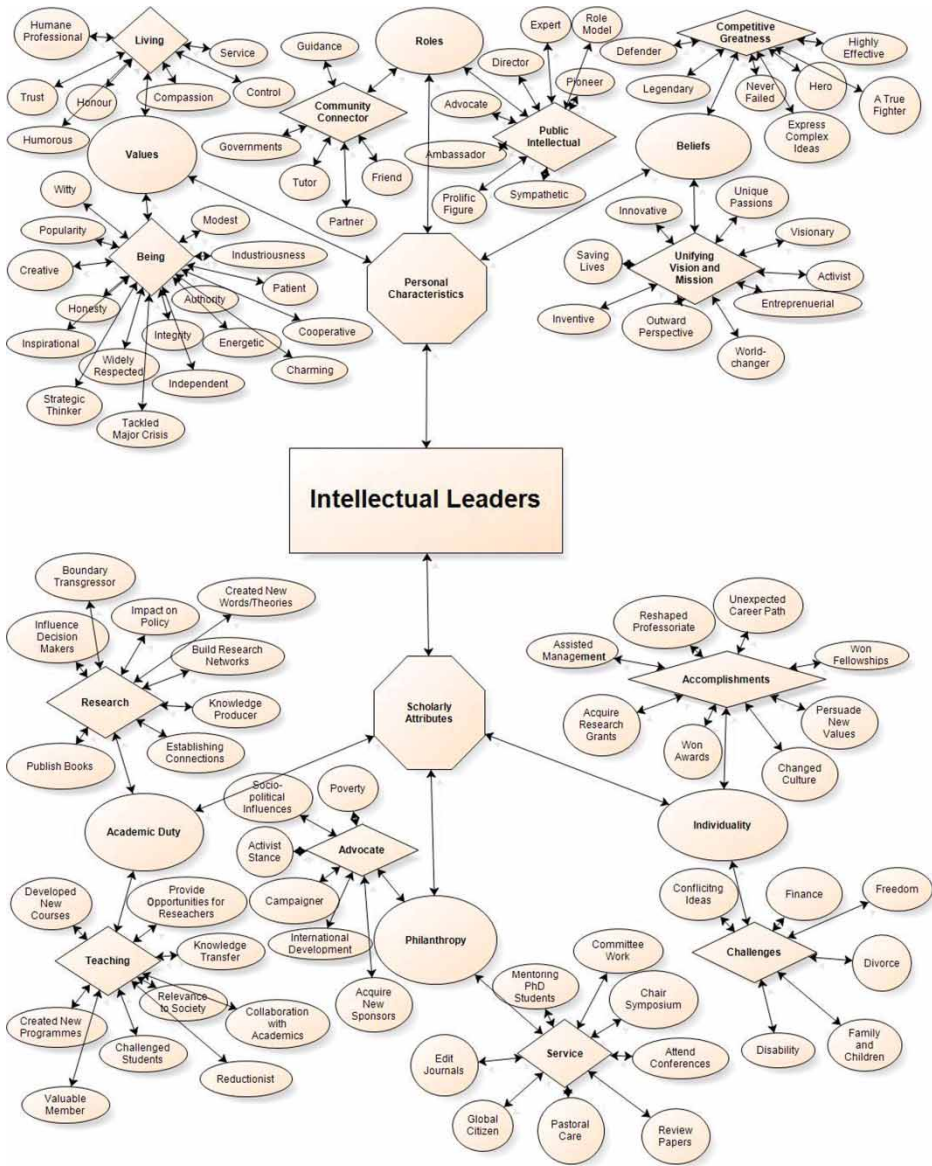 Humane
Professional
Living
Service
Trust
Honour
Compassion
Control
Humorous
Values
Guidance
Roles
Community
Connector
Governments
Tutor
Friend
Partner
Expert
Role
Model
Director
Pioneer
Advocate
Public
Intellectual
Ambassador
Prolific
Figure
Sympathetic
Competitive
Greatness
Defender
Highly
Effective
Legendary
Never
Failed
Hero
A True
Fighter
Express
Complex
Ideas
Beliefs
Witty
Modest
Popularity
Being
Industriousness
Creative
Patient
Honesty
Authority
Inspirational
Integrity
Energetic
Cooperative
Widely
Respected
Independent
Charming
Strategic
Thinker
Tackled
Major Crisis
Personal
Characteristics
Innovative
Unique
Passions
Visionary
Saving
Lives
Unifying
Vision and
Mission
Activist
Entreprenuerial
Inventive
Outward
Perspective
World-
changer
Intellectual Leaders
Boundary
Transgressor
Created New
Words/Theories
Impact on
Policy
Influence
Decision
Makers
Build Research
Networks
Research
Knowledge
Producer
Publish Books
Establishing
Connections
Scholarly
Attributes
Unexpected
Career Path
Reshaped
Professoriate
Assisted Management
Won
Fellowships
Accomplishments
Acquire
Research
Grants
Won
Awards
Persuade
New
Values
Changed
Culture
Academic Duty
Socio-
political
Influences
Poverty
Activist
Stance
Advocate
Campaigner
International
Development
Acquire
New
Sponsors
Philanthropy
Individuality
Developed
New
Courses
Provide
Opportunities for
Reseachers
Teaching
Knowledge
Transfer
Created New
Programmes
Relevance
to Society
Collaboration
with
Academics
Challenged
Students
Reductionist
Valuable
Member
Mentoring
PhD
Students
Committee
Work
Chair
Symposium
Edit
Journals
Service
Attend
Conferences
Global
Citizen
Pastoral
Care
Review
Papers
Conflicitng
Ideas
Finance
Freedom
Challenges
Divorce
Disability
Family
and
Children